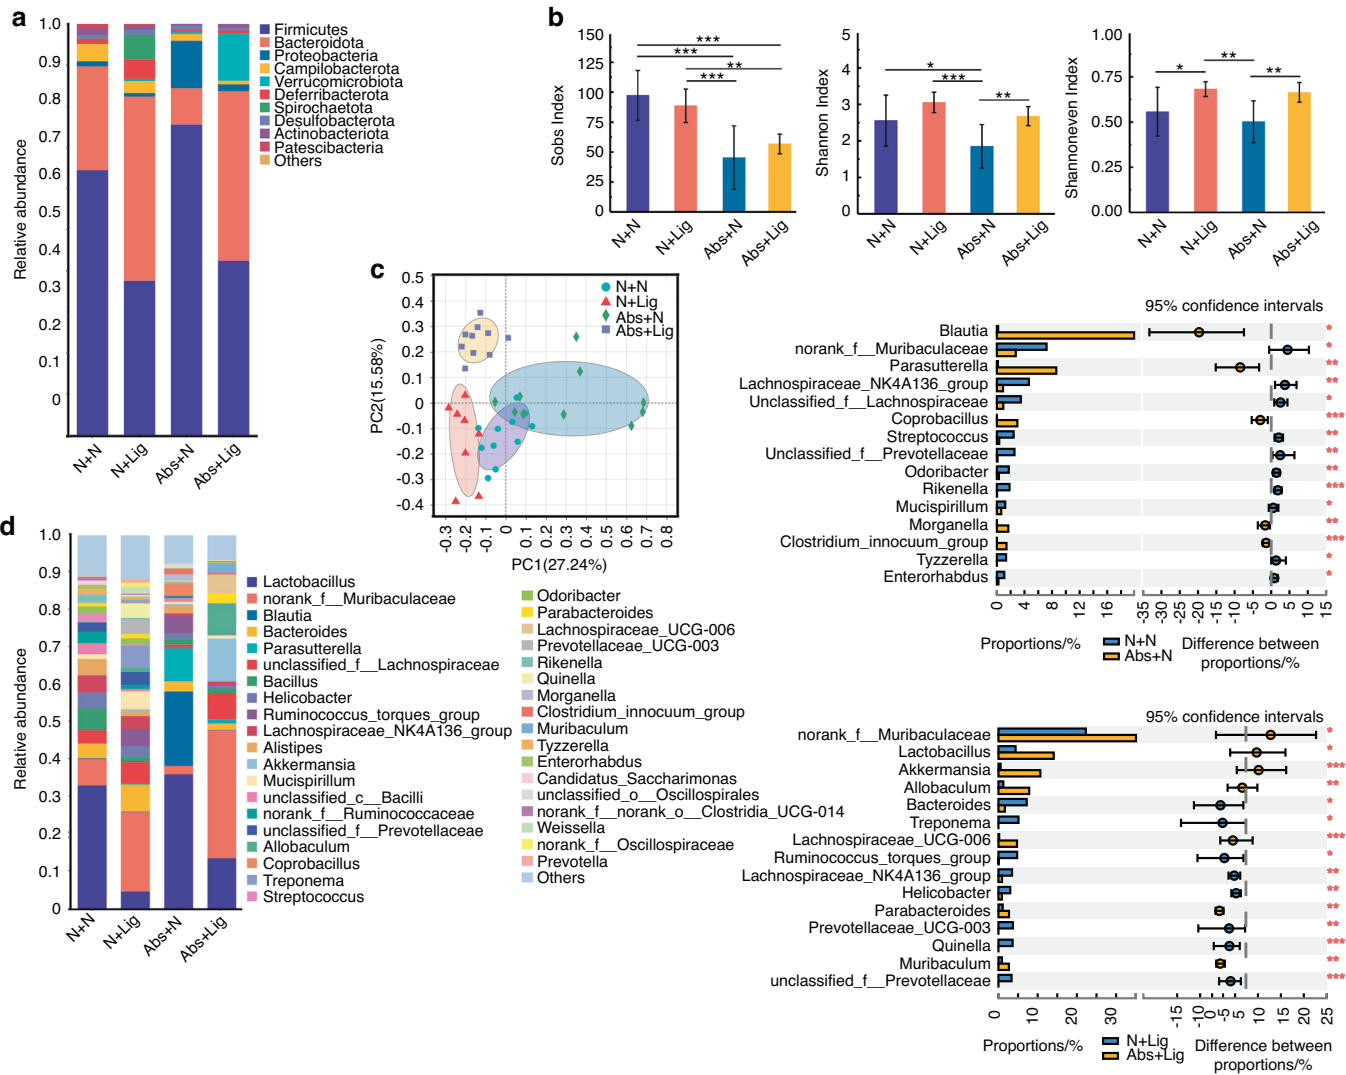 a
1.0
0.9
0.8
0.7
0.6
0.5
0.4
0.3
0.2
0.1
0
Relative abundance
N+N
N+Lig
Abs+N
Abs+Lig
Firmicutes
Bacteroidota
Proteobacteria
Campilobacterota
Verrucomicrobiota
Deferribacterota
Spirochaetota
Desulfobacterota
Actinobacteriota
Patescibacteria
Others
b
150
125
100
75
50
25
0
Sobs Index
***
***
**
***
N+N
N+Lig
Abs+N
Abs+Lig
5
4
3
2
1
0
Shannon Index
*
***
**
N+N
N+Lig
Abs+N
Abs+Lig
1.00
0.75
0.50
0.25
0.00
Shannoneven Index
*
**
**
N+N
N+Lig
Abs+N
Abs+Lig
c
0.5
0.4
0.3
0.2
0.1
0
-0.1
-0.2
-0.3
-0.4
PC2(15.58%)
N+N
N+Lig
Abs+N
Abs+Lig
-0.3
-0.2
-0.1
0
0.1
0.2
0.3
0.4
0.5
0.6
0.7
0.8
PC1(27.24%)
d
1.0
0.9
0.8
0.7
0.6
0.5
0.4
0.3
0.2
0.1
0
Relative abundance
N+N
N+Lig
Abs+N
Abs+Lig
Lactobacillus
norank_f__Muribaculaceae
Blautia
Bacteroides
Parasutterella
unclassified_f__Lachnospiraceae
Bacillus
Helicobacter
Ruminococcus_torques_group
Lachnospiraceae_NK4A136_group
Alistipes
Akkermansia
Mucispirillum
unclassified_c__Bacilli
norank_f__Ruminococcaceae
unclassified_f__Prevotellaceae
Allobaculum
Coprobacillus
Treponema
Streptococcus
Odoribacter
Parabacteroides
Lachnospiraceae_UCG-006
Prevotellaceae_UCG-003
Rikenella
Quinella
Morganella
Clostridium_innocuum_group
Muribaculum
Tyzzerella
Enterorhabdus
Candidatus_Saccharimonas
unclassified_o__Oscillospirales
norank_f__norank_o__Clostridia_UCG-014
Weissella
norank_f__Oscillospiraceae
Prevotella
Others
95% confidence intervals
Blautia *
norank_f__Muribaculaceae *
Parasutterella **
Lachnospiraceae_NK4A136_group **
Unclassified_f__Lachnospiraceae *
Coprobacillus ***
Streptococcus **
Unclassified_f__Prevotellaceae **
Odoribacter **
Rikenella ***
Mucispirillum *
Morganella **
Clostridium_innocuum_group ***
Tyzzerella *
Enterorhabdus *
0 4 8 12 16 -35 -30 -25 -20 -15 -10 -5 0 5 10 15
Proportions/%
N+N
Abs+N
Difference between
proportions/%
95% confidence intervals
norank_f__Muribaculaceae *
Lactobacillus *
Akkermansia ***
Allobaculum **
Bacteroides *
Treponema *
Lachnospiraceae_UCG-006 ***
Ruminococcus_torques_group *
Lachnospiraceae_NK4A136_group **
Helicobacter **
Parabacteroides **
Prevotellaceae_UCG-003 **
Quinella ***
Muribaculum **
unclassified_f__Prevotellaceae ***
0 10 20 30 -15 -10 0 -5 5 10 15 20 25
Proportions/%
N+Lig
Abs+Lig
Difference between
proportions/%